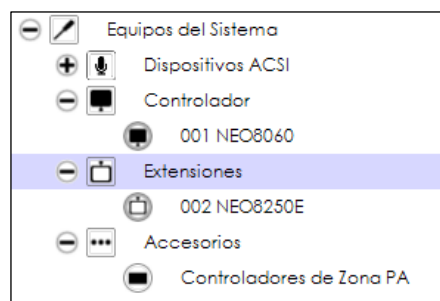 Equipos del Sistema
Dispositivos ACSI
Controlador
001 NEO8060
Extensiones
002 NEO8250E
Accesorios
Controladores de Zona PA